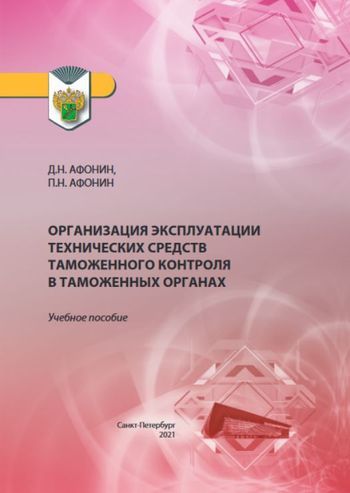 Д.Н. АФОНИН,
П.Н. АФОНИН
ОРГАНИЗАЦИЯ ЭКСПЛУАТАЦИИ
ТЕХНИЧЕСКИХ СРЕДСТВ
ТАМОЖЕННОГО КОНТРОЛЯ
В ТАМОЖЕННЫХ ОРГАНАХ
Учебное пособие
Санкт-Петербург
2021